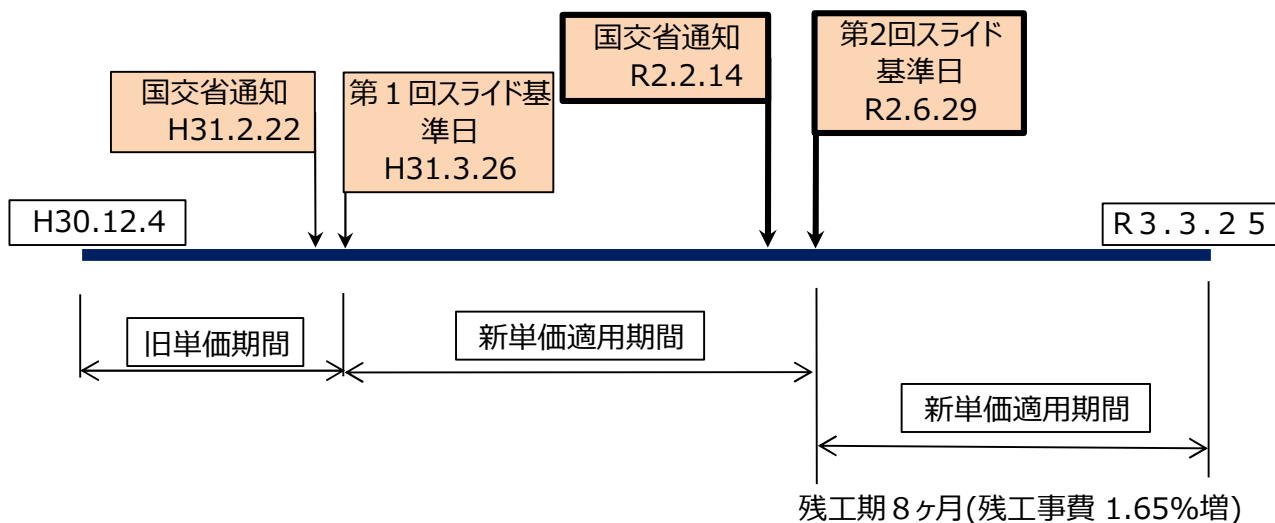 国交省通知
H31.2.22
第１回スライド基
準日
H31.3.26
国交省通知
R2.2.14
第2回スライド
基準日
R2.6.29
H30.12.4
R３.３.２５
旧単価期間
新単価適用期間
新単価適用期間
残工期８ヶ月(残工事費 1.65%増)